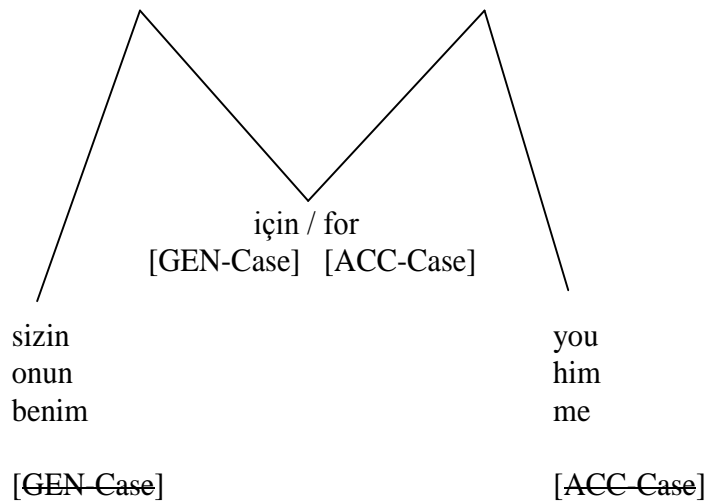 için / for
[GEN-Case] [ACC-Case]
sizin you
onun him
benim me
[GEN-Case] [ACC-Case]